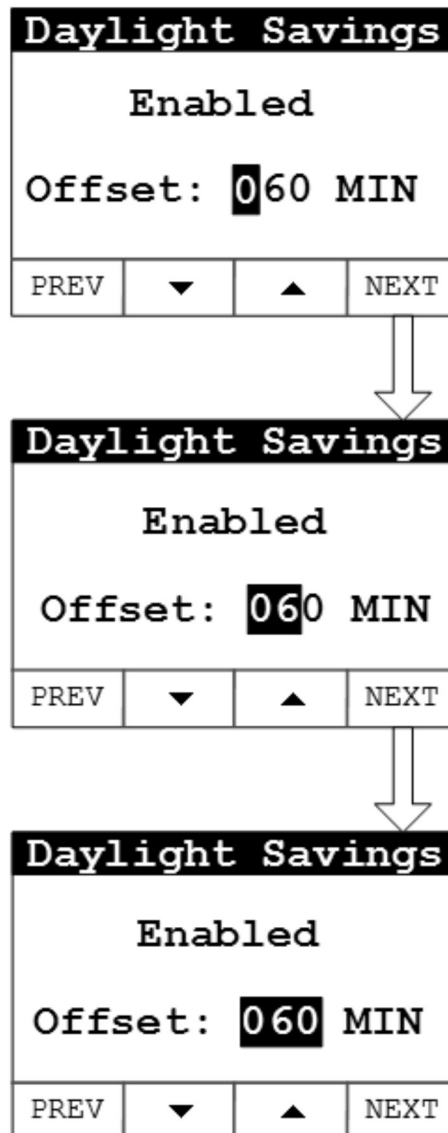 Daylight Savings
Enabled
Offset: 060 MIN
PREV ▼ ▲ NEXT
Daylight Savings
Enabled
Offset: 060 MIN
PREV ▼ ▲ NEXT
Daylight Savings
Enabled
Offset: 060 MIN
PREV ▼ ▲ NEXT